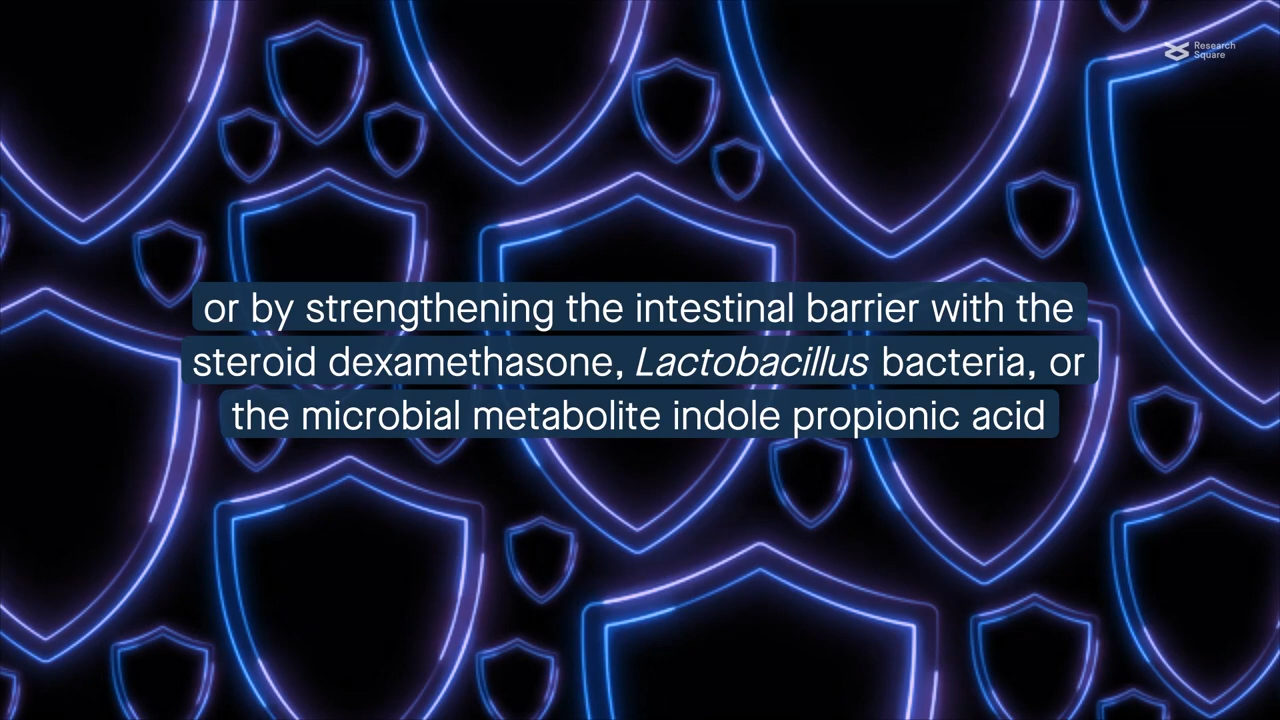 Research
Square
or by strengthening the intestinal barrier with the
steroid dexamethasone, Lactobacillus bacteria, or
the microbial metabolite indole propionic acid